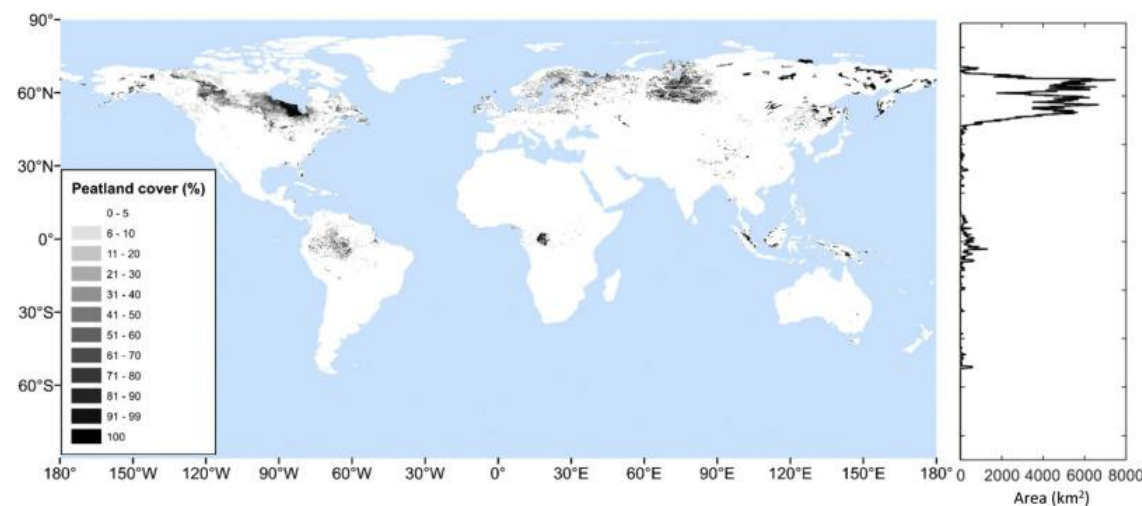 90°
60°N
30°N
0°
30°S
60°S
Peatland cover (%)
0 - 5
6 - 10
11 - 20
21 - 30
31 - 40
41 - 50
51 - 60
61 - 70
71 - 80
81 - 90
91 - 99
100
180° 150°W 120°W 90°W 60°W 30°W 0° 30°E 60°E 90°E 120°E 150°E 180°
0 2000 4000 6000 8000
Area (km²)